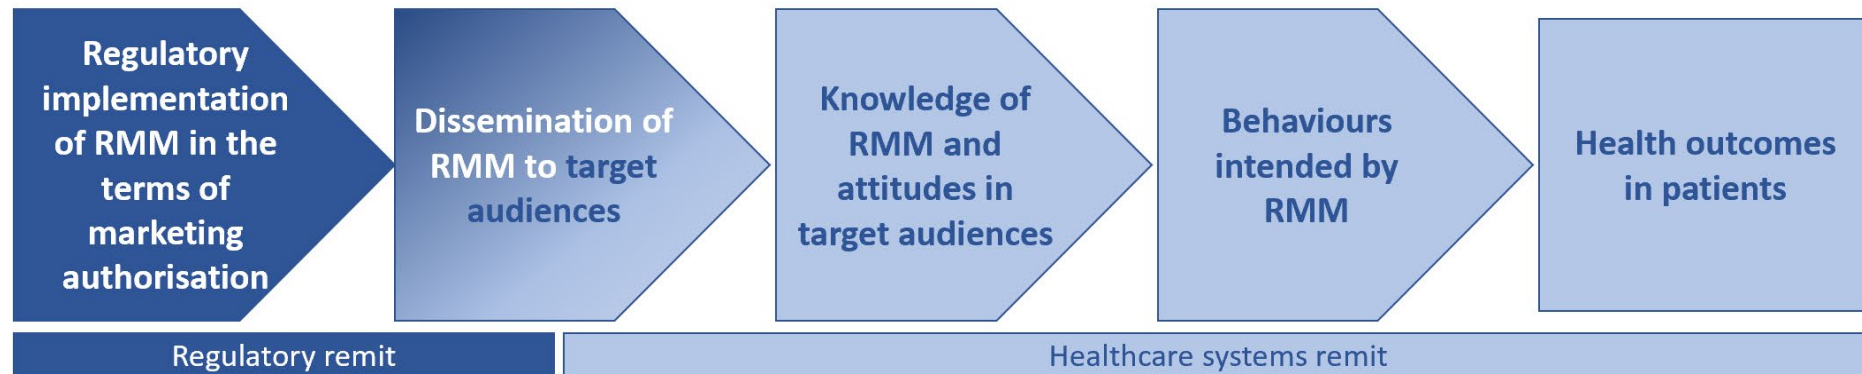 Regulatory
implementation
of RMM in the
terms of
marketing
authorisation
Dissemination of
RMM to target
audiences
Knowledge of
RMM and
attitudes in
target audiences
Behaviours
intended by
RMM
Health outcomes
in patients
Regulatory remit
Healthcare systems remit